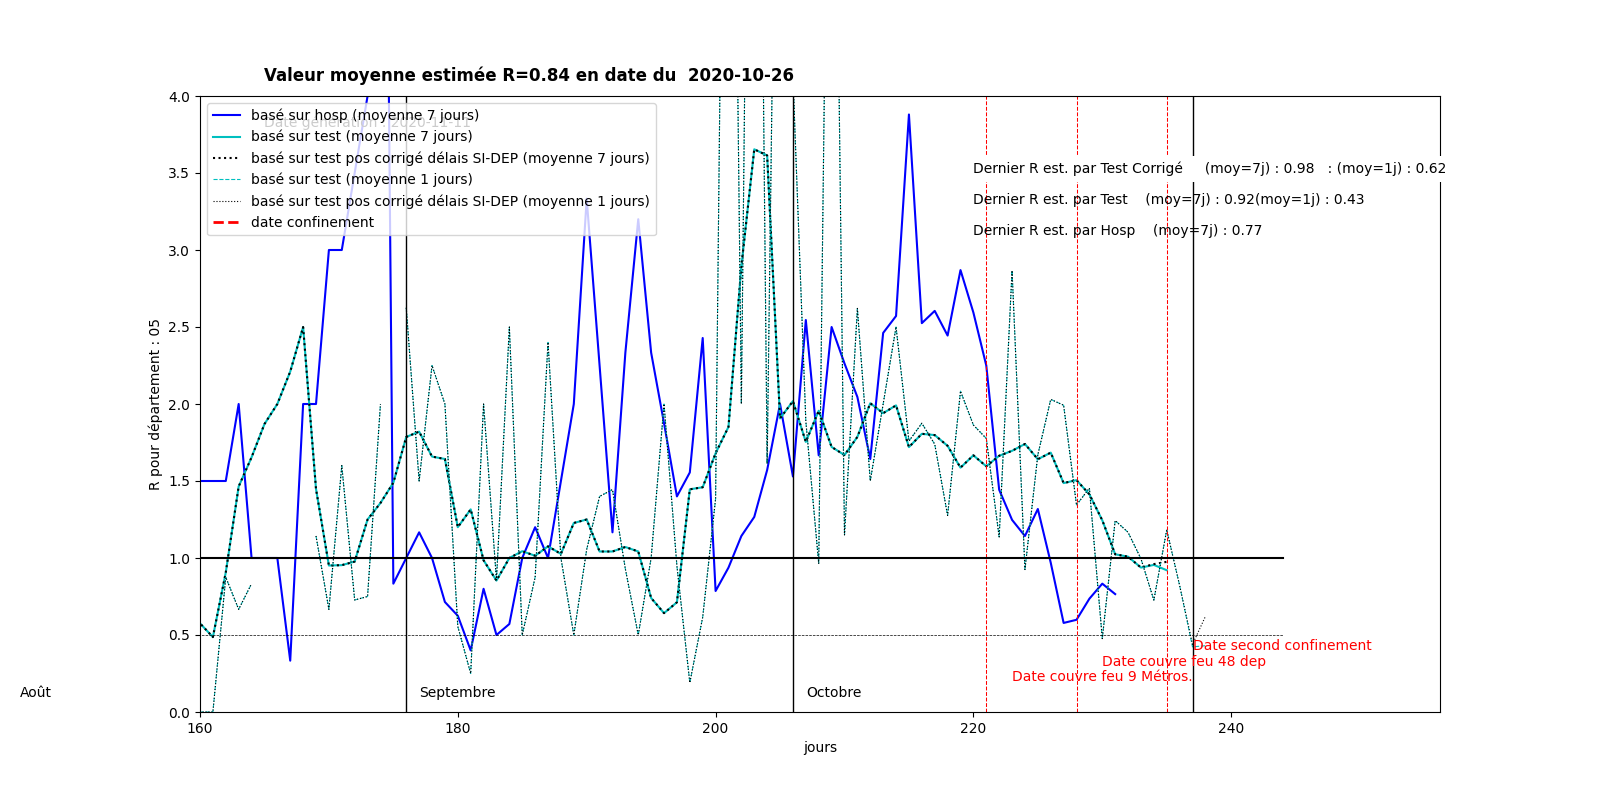 Valeur moyenne estimée R=0.84 en date du  2020-10-26
basé sur hosp (moyenne 7 jours)
basé sur test (moyenne 7 jours)
basé sur test pos corrigé délais SI-DEP (moyenne 7 jours)
basé sur test (moyenne 1 jours)
basé sur test pos corrigé délais SI-DEP (moyenne 1 jours)
date confinement
2020-11-11
Dernier R est. par Test Corrigé     (moy=7j) : 0.98   : (moy=1j) : 0.62
Dernier R est. par Test    (moy=7j) : 0.92(moy=1j) : 0.43
Dernier R est. par Hosp    (moy=7j) : 0.77
4.0
3.5
3.0
2.5
2.0
1.5
1.0
0.5
0.0
R pour département : 05
Date second confinement
Date couvre feu 48 dep
Date couvre feu 9 Métros.
Août
Septembre
Octobre
160
180
200
220
240
jours